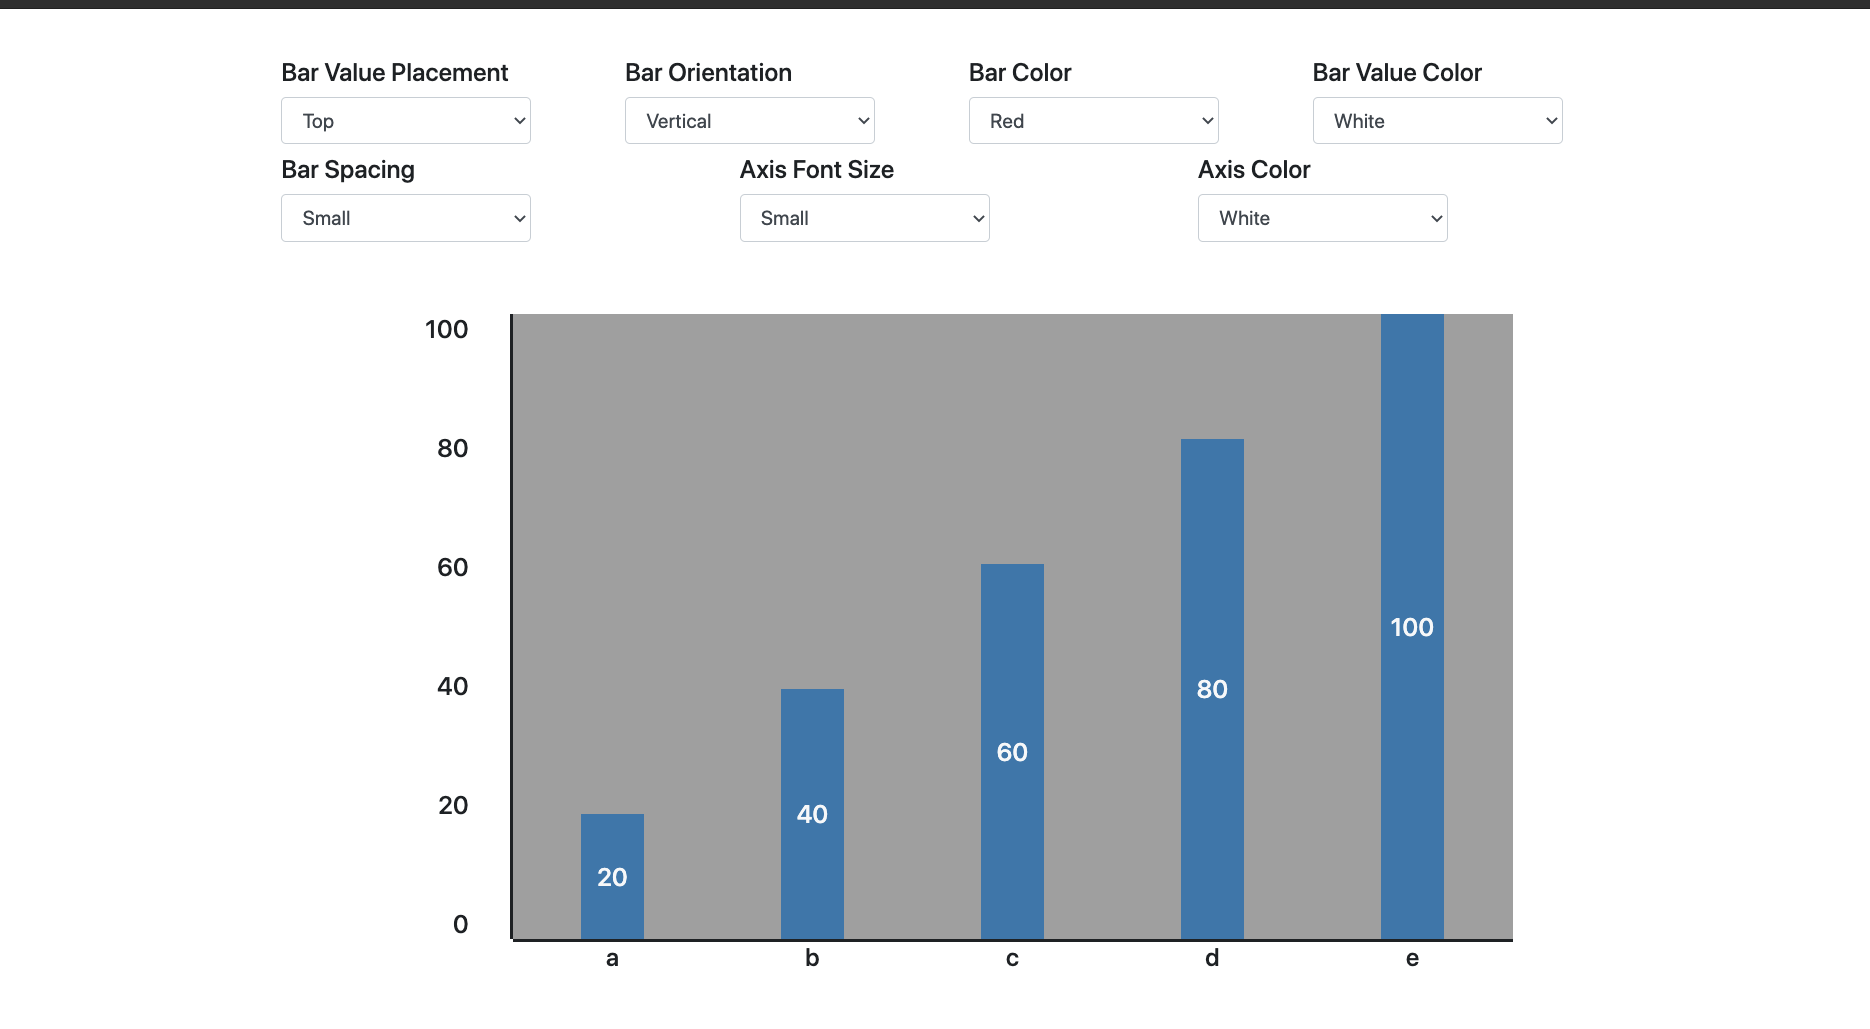 Bar Value Placement Bar Orientation Bar Color Bar Value Color
Top Vertical Red White
Bar Spacing Axis Font Size Axis Color
Small Small White
100
80
60
40
20
0
100
80
60
40
20
a b c d e